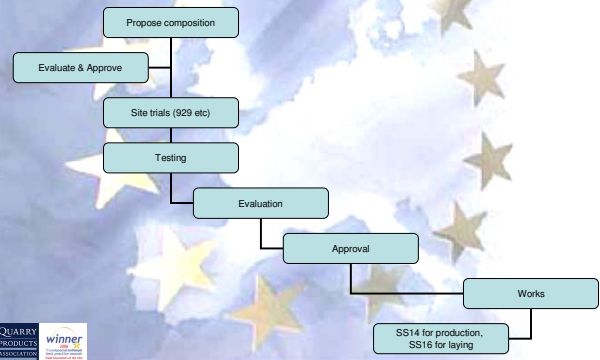 Propose composition
Evaluate & Approve
Site trials (929 etc)
Testing
Evaluation
Approval
Works
SS14 for production,
SS16 for laying
QUARRY
PRODUCTS
ASSOCIATION
winner